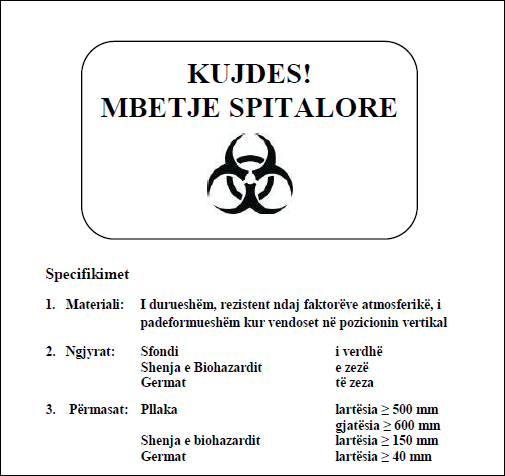 KUJDES!
MBETJE SPITALORE
Specifikimet
1. Materiali: I durueshëm, rezistent ndaj faktorëve atmosferikë, i
padeformueshëm kur vendoset në pozicionin vertikal
2. Ngjyrat: Sfondi i verdhë
Shenja e Biohazardit e zezë
Germat të zeza
3. Përmasat: Pllaka lartësia ≥ 500 mm
gjatësia ≥ 600 mm
Shenja e biohazardit lartësia ≥ 150 mm
Germat lartësia ≥ 40 mm